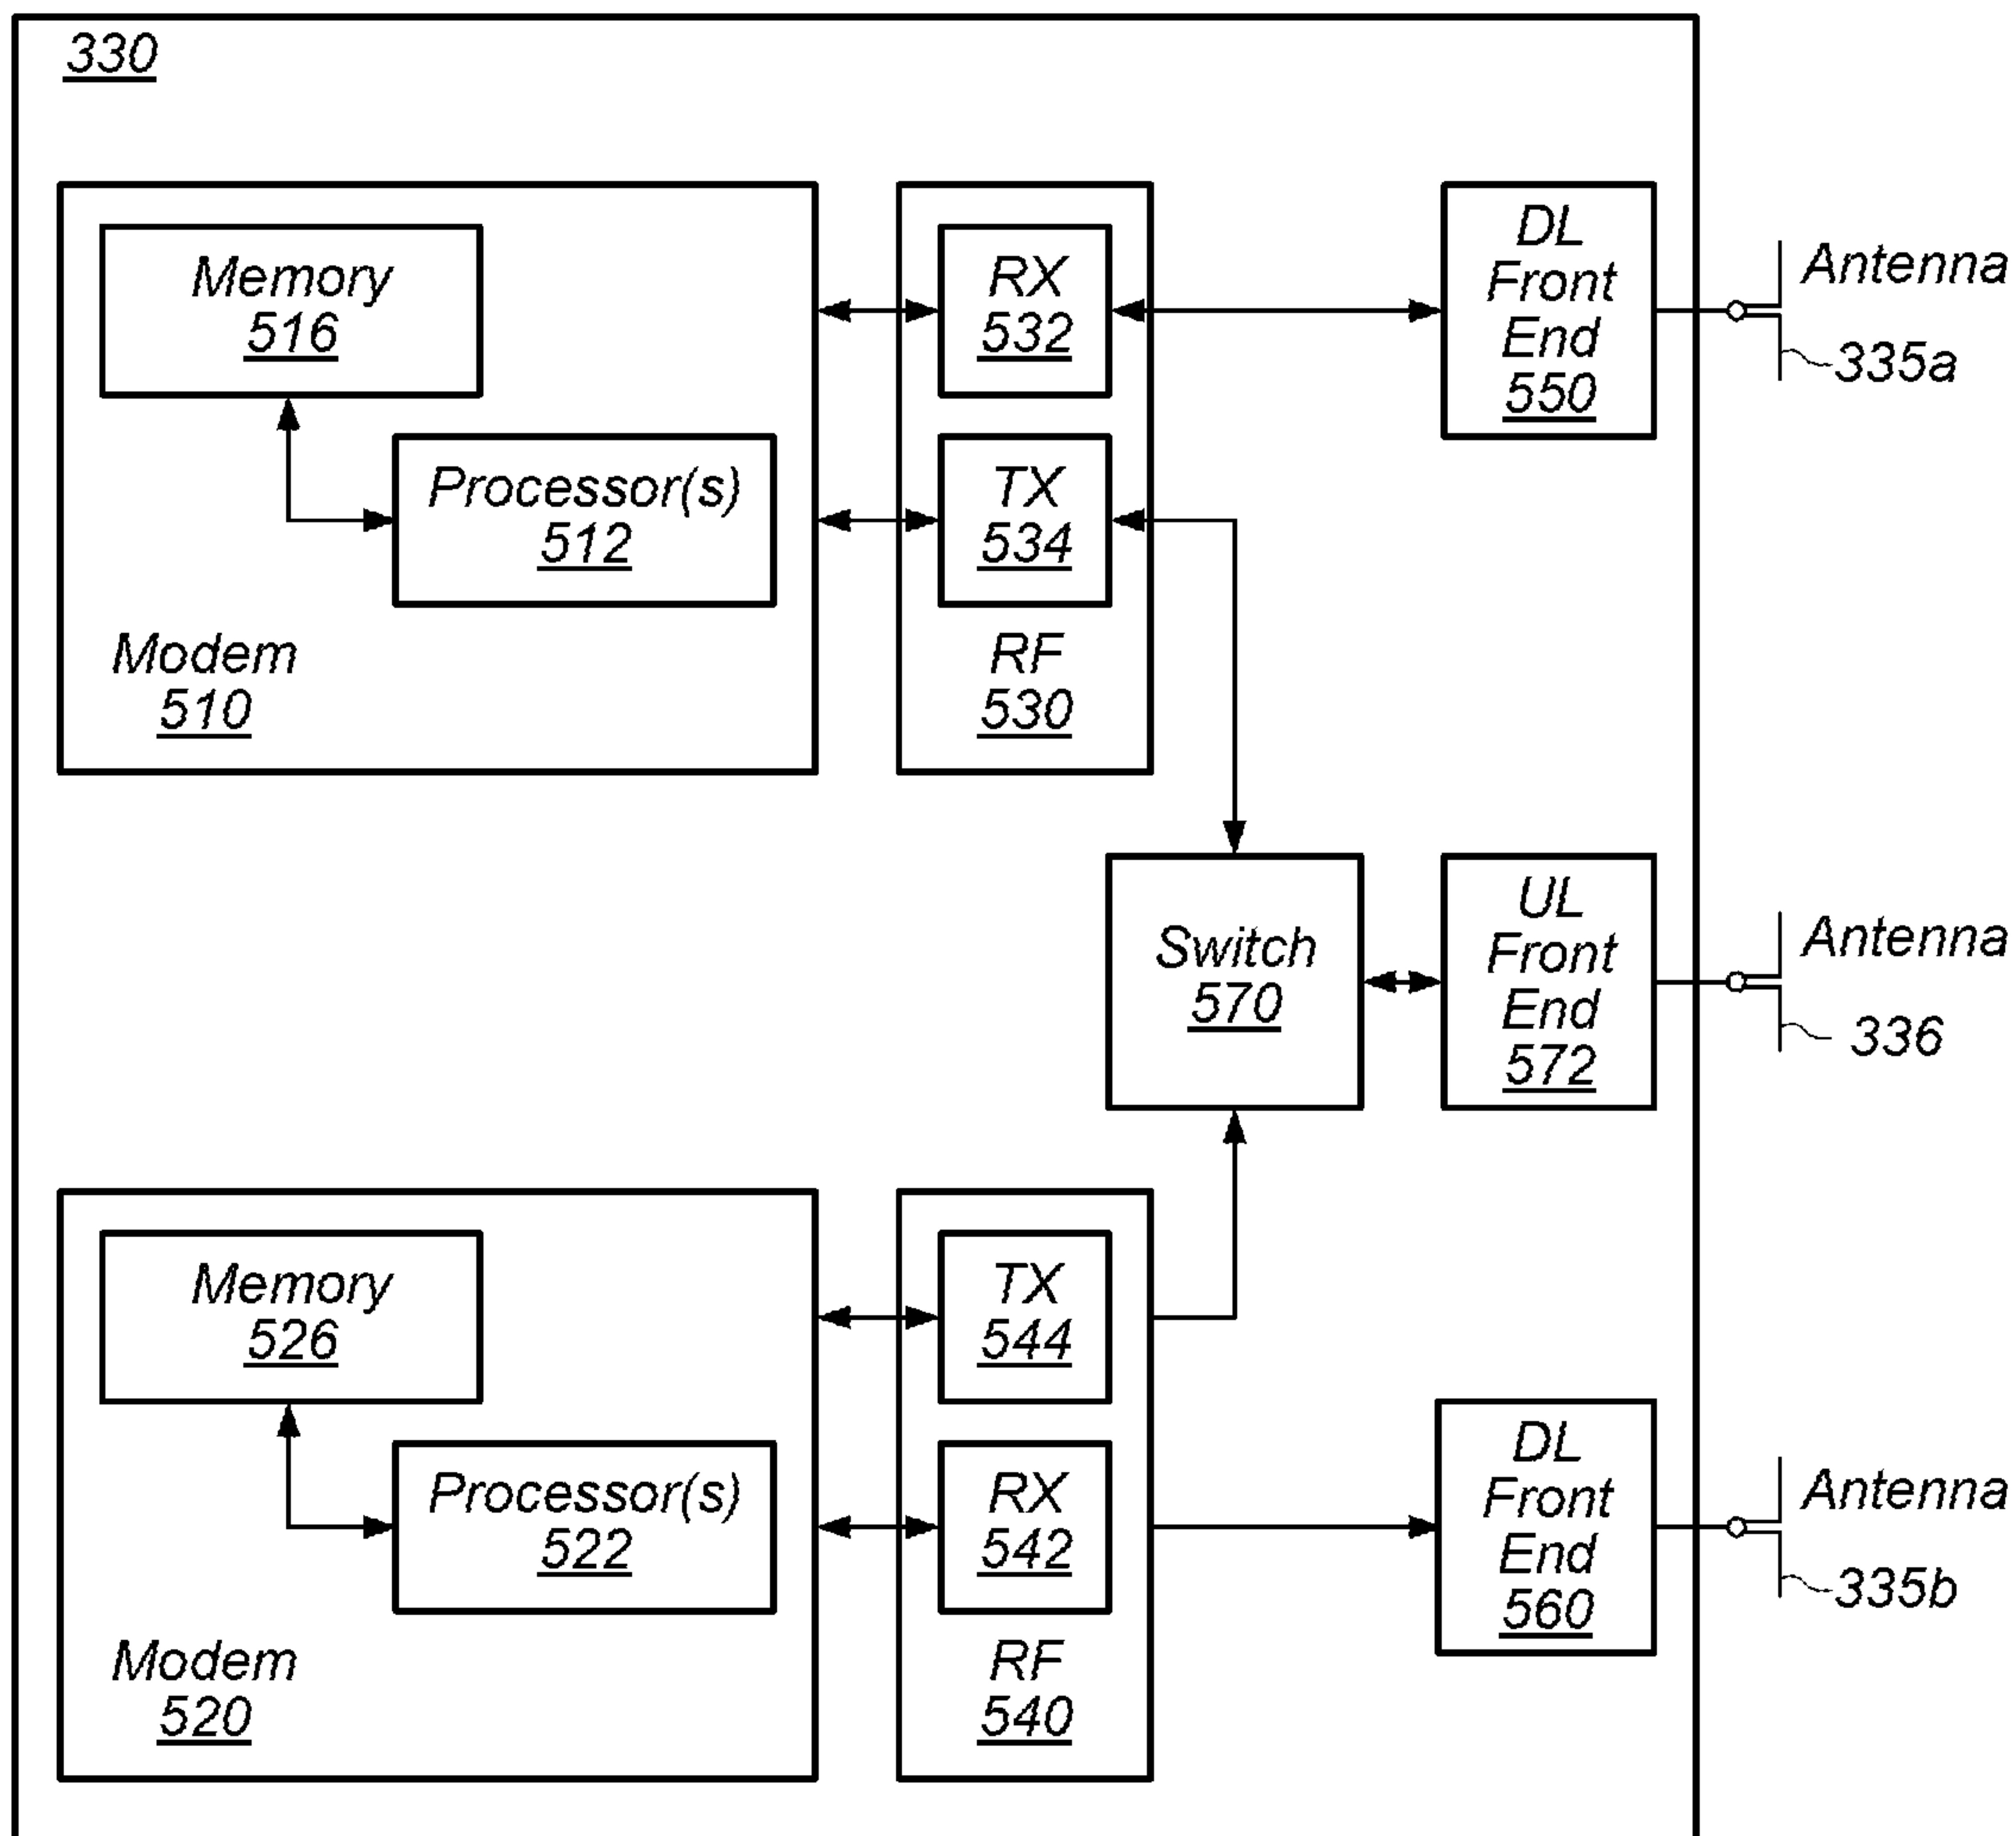 330
Memory
516
Processor(s)
512
Modem
510
RX
532
TX
534
RF
530
DL
Front
End
550
Antenna
335a
Switch
570
UL
Front
End
572
Antenna
336
Memory
526
Processor(s)
522
Modem
520
TX
544
RX
542
RF
540
DL
Front
End
560
Antenna
335b